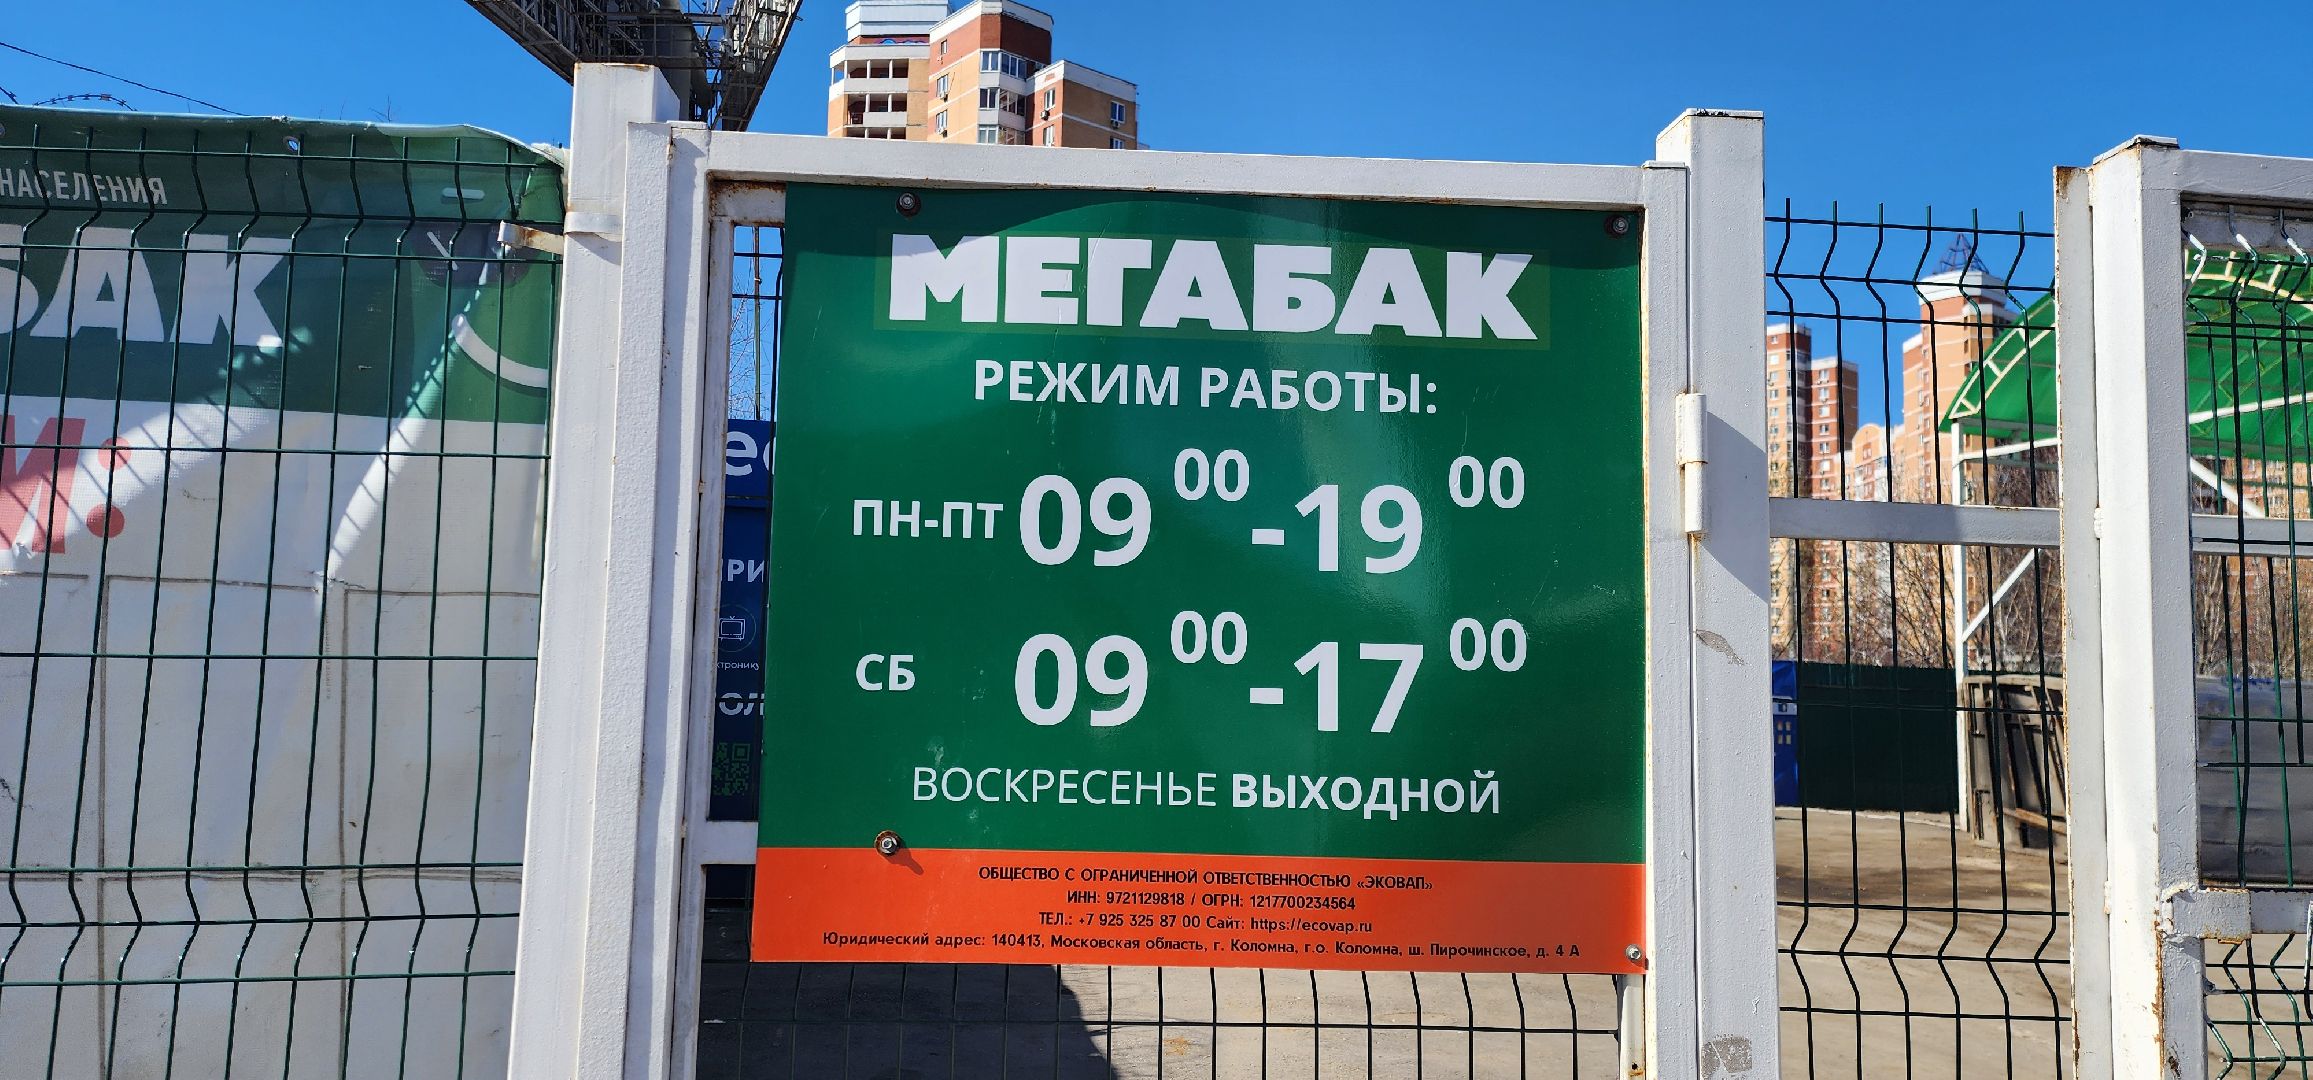 НАСЕЛЕНИЯ
БАК
И:
МЕГАБАК
РЕЖИМ РАБОТЫ:
ПН-ПТ 09 00 -19 00
СБ 09 00 -17 00
ВОСКРЕСЕНЬЕ ВЫХОДНОЙ
ОБЩЕСТВО С ОГРАНИЧЕННОЙ ОТВЕТСТВЕННОСТЬЮ «ЭКОВАП»
ИНН: 9721129818 / ОГРН: 1217700234564
ТЕЛ.: +7 925 325 87 00 Сайт: https://ecovap.ru
Юридический адрес: 140413, Московская область, г. Коломна, г.о. Коломна, ш. Пирочинское, д. 4 А